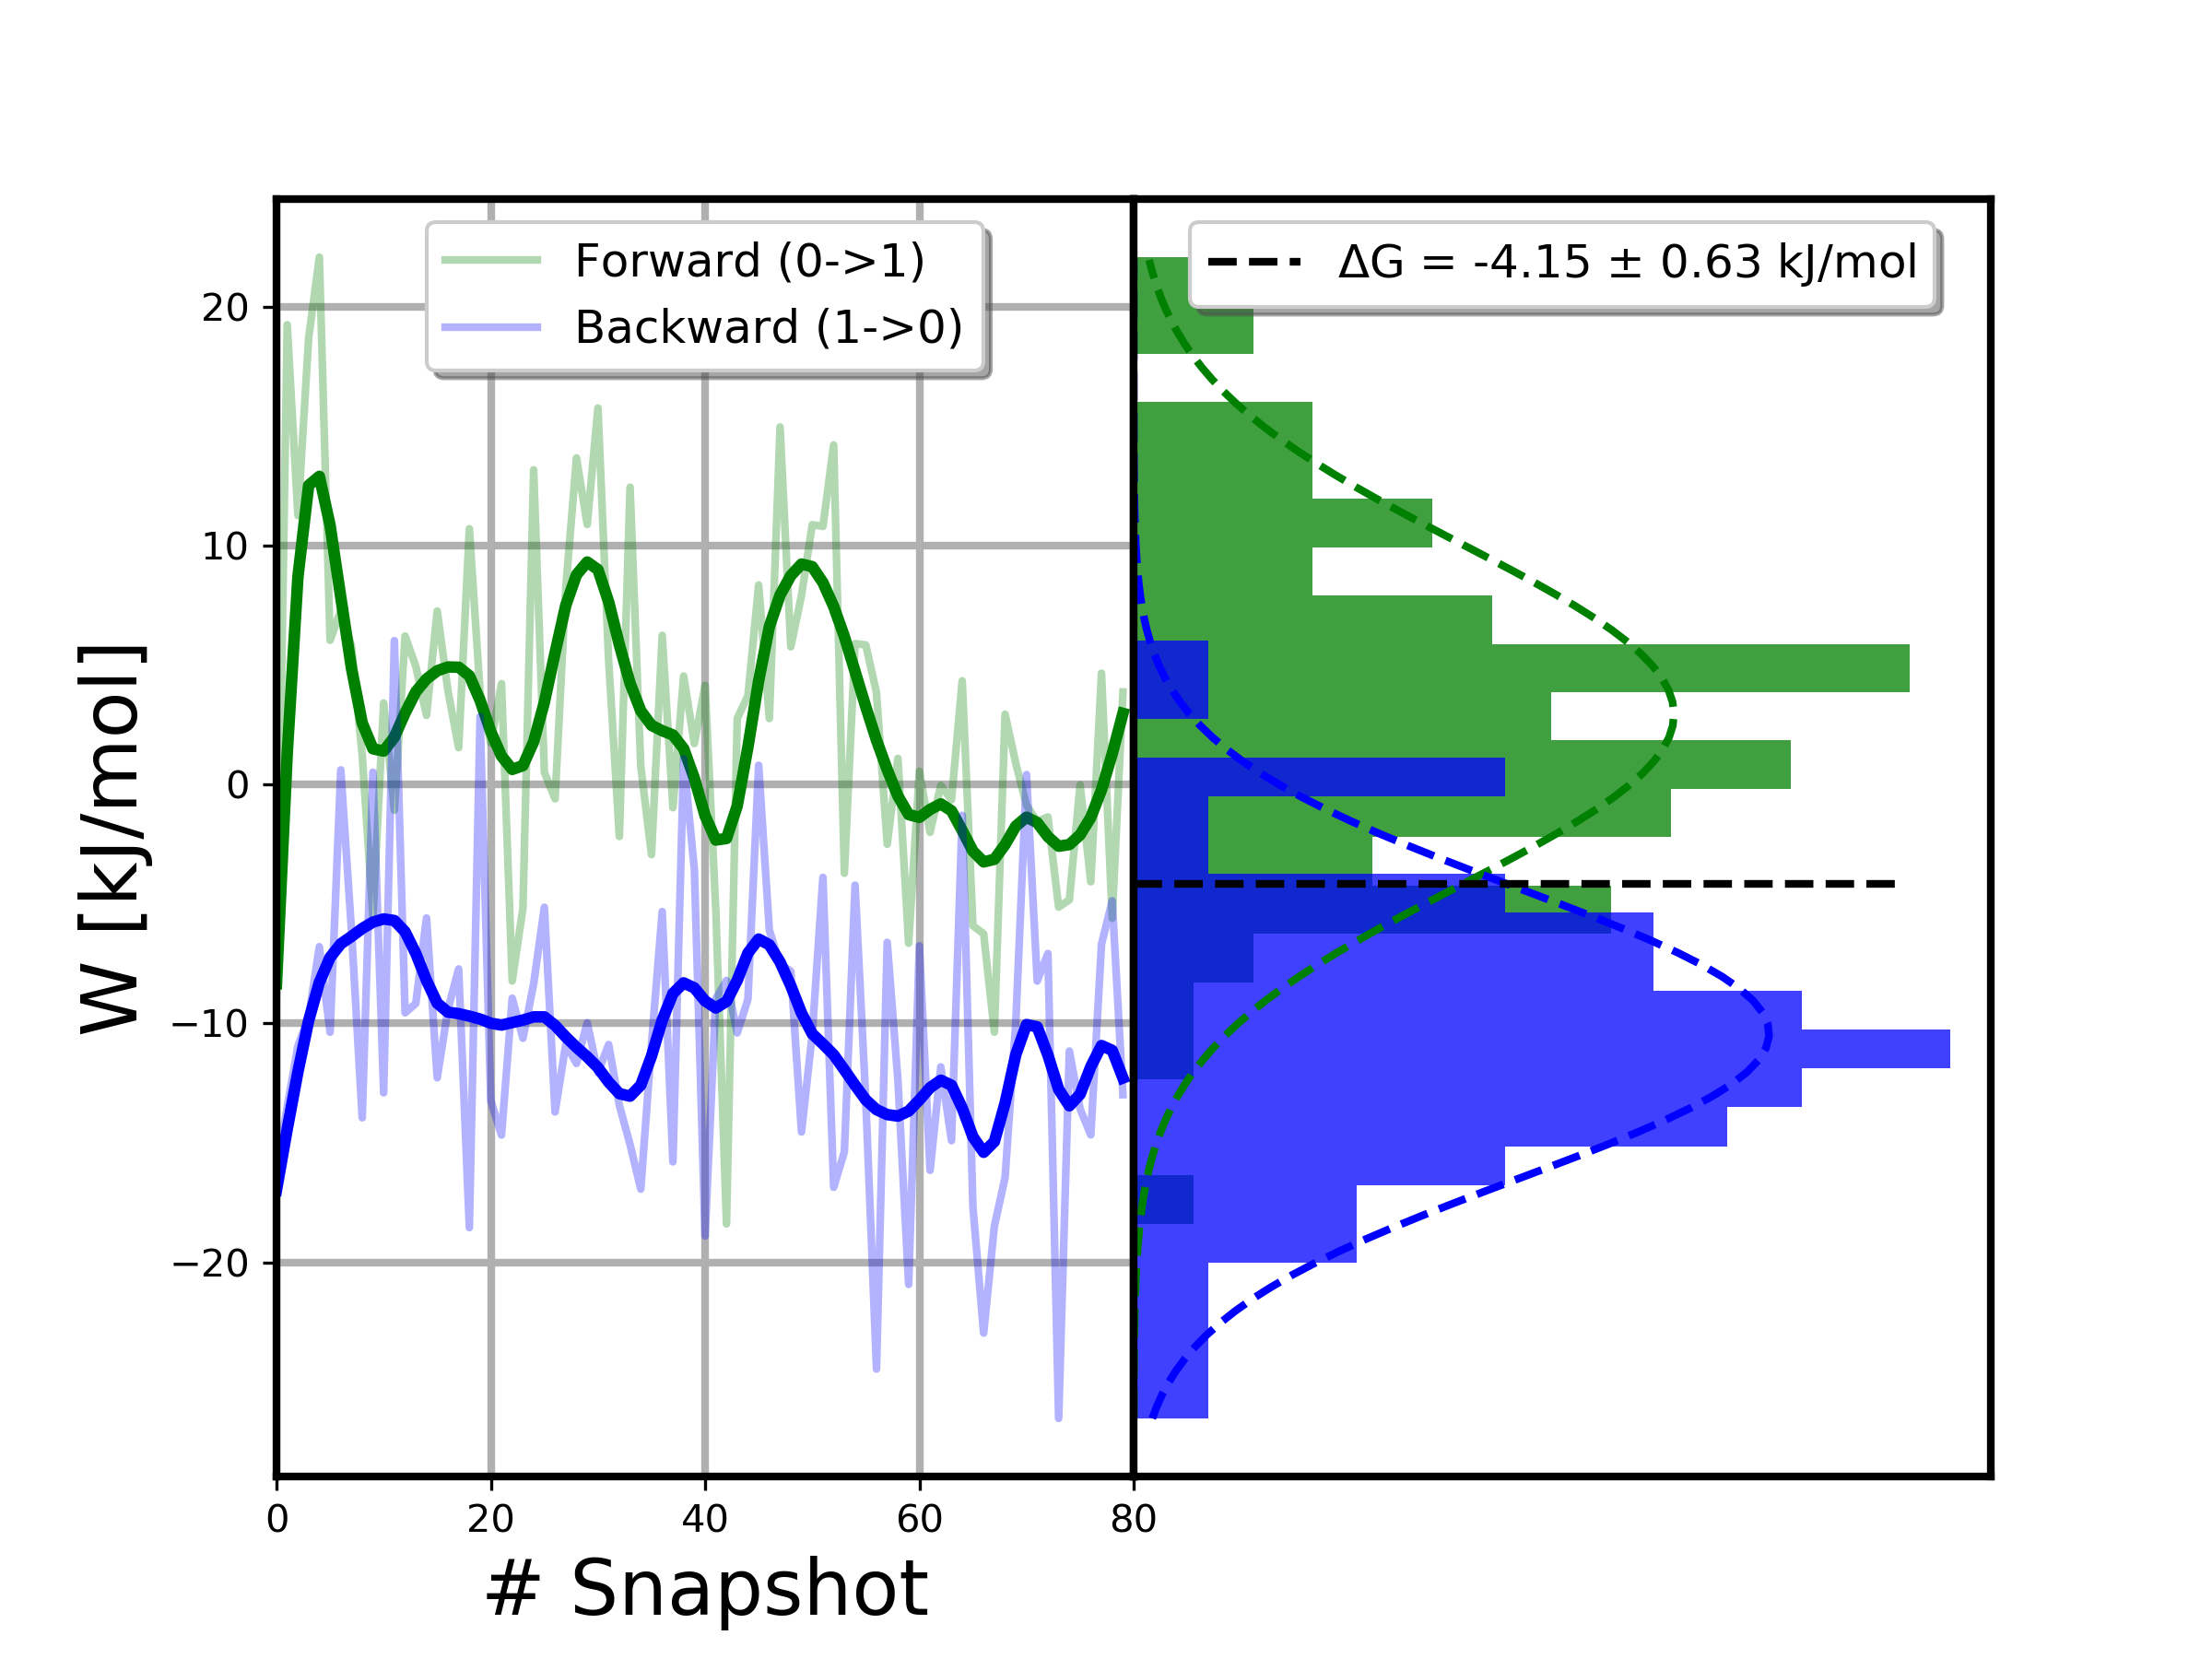 Forward (0->1)
Backward (1->0)
ΔG = -4.15 ± 0.63 kJ/mol
20
10
0
−10
−20
W [kJ/mol]
0 20 40 60 80
# Snapshot